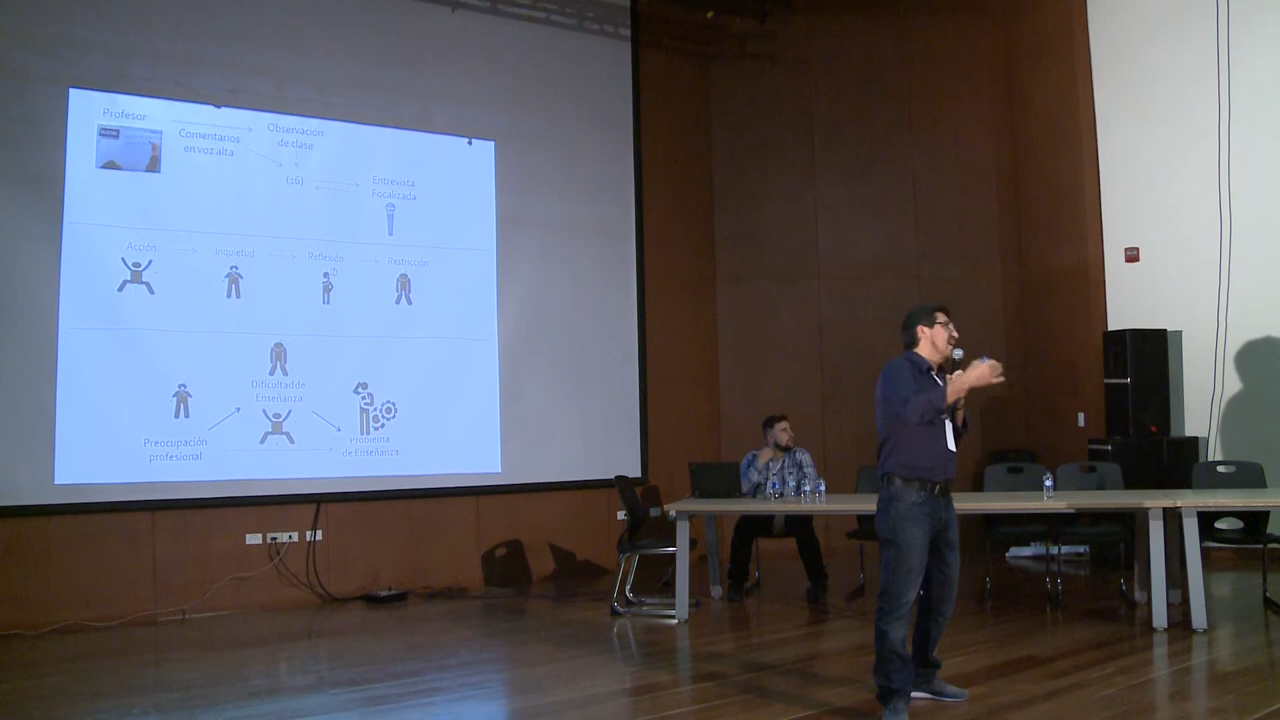 Profesor
Comentarios
en voz alta
Observación
de clase
(16)
Entrevista
Focalizada
Acción
Inquietud
Reflexión
Restricción
Dificultad de
Enseñanza
Preocupación
profesional
Problema
de Enseñanza